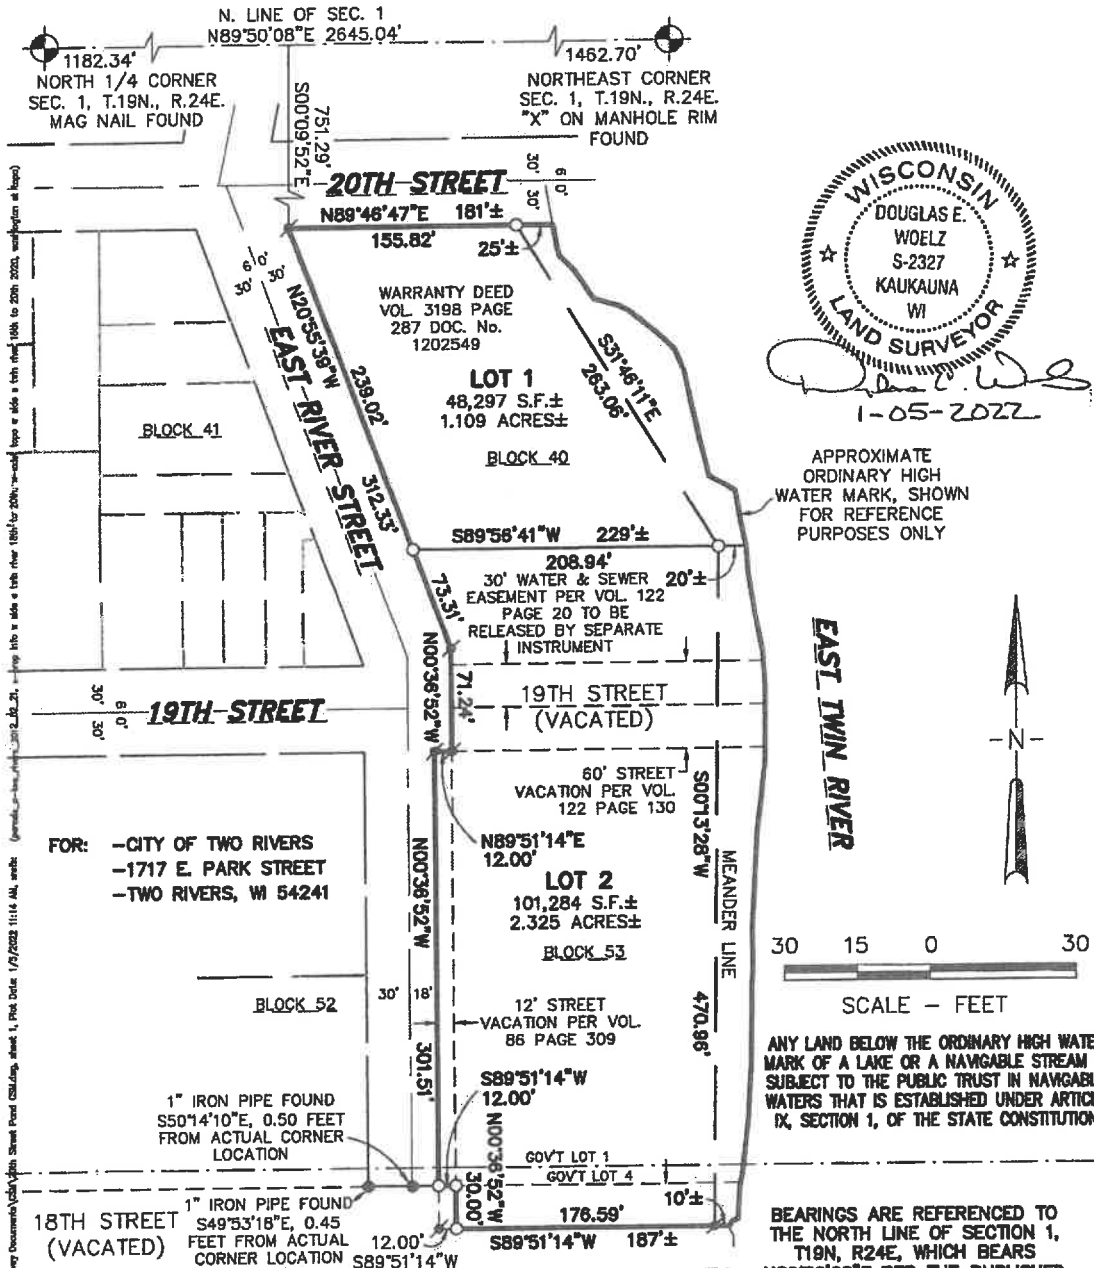 N. LINE OF SEC. 1
N89°50'08"E 2645.04'
1182.34'
1462.70'
NORTH 1/4 CORNER
SEC. 1, T.19N., R.24E.
MAG NAIL FOUND
NORTHEAST CORNER
SEC. 1, T.19N., R.24E.
"X" ON MANHOLE RIM
FOUND
S00°09'52"E
751.29'
20TH STREET
30'
60'
30'
N89°46'47"E 181'±
155.82'
25'±
WISCONSIN
DOUGLAS E.
WOELZ
S-2327
KAUKAUNA
WI
LAND SURVEYOR
1-05-2022
60'
30'
30'
N20°55'39"W
239.02'
312.33'
EAST RIVER STREET
WARRANTY DEED
VOL. 3198 PAGE
287 DOC. No.
1202549
LOT 1
48,297 S.F.±
1.109 ACRES±
BLOCK 40
S31°46'11"E
263.06'
BLOCK 41
APPROXIMATE
ORDINARY HIGH
WATER MARK, SHOWN
FOR REFERENCE
PURPOSES ONLY
S89°56'41"W 229'±
208.94'
20'±
73.31'
30' WATER & SEWER
EASEMENT PER VOL. 122
PAGE 20 TO BE
RELEASED BY SEPARATE
INSTRUMENT
N00°36'52"W
71.24'
19TH STREET
(VACATED)
30'
60'
30'
19TH STREET
EAST TWIN RIVER
-N-
60' STREET
VACATION PER VOL.
122 PAGE 130
S00°13'28"W
470.96'
MEANDER LINE
N89°51'14"E
12.00'
FOR: -CITY OF TWO RIVERS
-1717 E. PARK STREET
-TWO RIVERS, WI 54241
N00°36'52"W
301.51'
LOT 2
101,284 S.F.±
2.325 ACRES±
BLOCK 53
30 15 0 30
SCALE - FEET
BLOCK 52
30' 18'
12' STREET
VACATION PER VOL.
86 PAGE 309
ANY LAND BELOW THE ORDINARY HIGH WATE
MARK OF A LAKE OR A NAVIGABLE STREAM
SUBJECT TO THE PUBLIC TRUST IN NAVIGABL
WATERS THAT IS ESTABLISHED UNDER ARTIC
IX, SECTION 1, OF THE STATE CONSTITUTION
S89°51'14"W
12.00'
1" IRON PIPE FOUND
S50°14'10"E, 0.50 FEET
FROM ACTUAL CORNER
LOCATION
N00°36'52"W
30.00'
GOV'T LOT 1
GOV'T LOT 4
10'±
176.59'
S89°51'14"W 187'±
18TH STREET
(VACATED)
1" IRON PIPE FOUND
S49°53'18"E, 0.45
FEET FROM ACTUAL
CORNER LOCATION
12.00'
S89°51'14"W
BEARINGS ARE REFERENCED TO
THE NORTH LINE OF SECTION 1,
T19N, R24E, WHICH BEARS
sheet 1, Plot Date: 1/5/2022 11:14 AM,